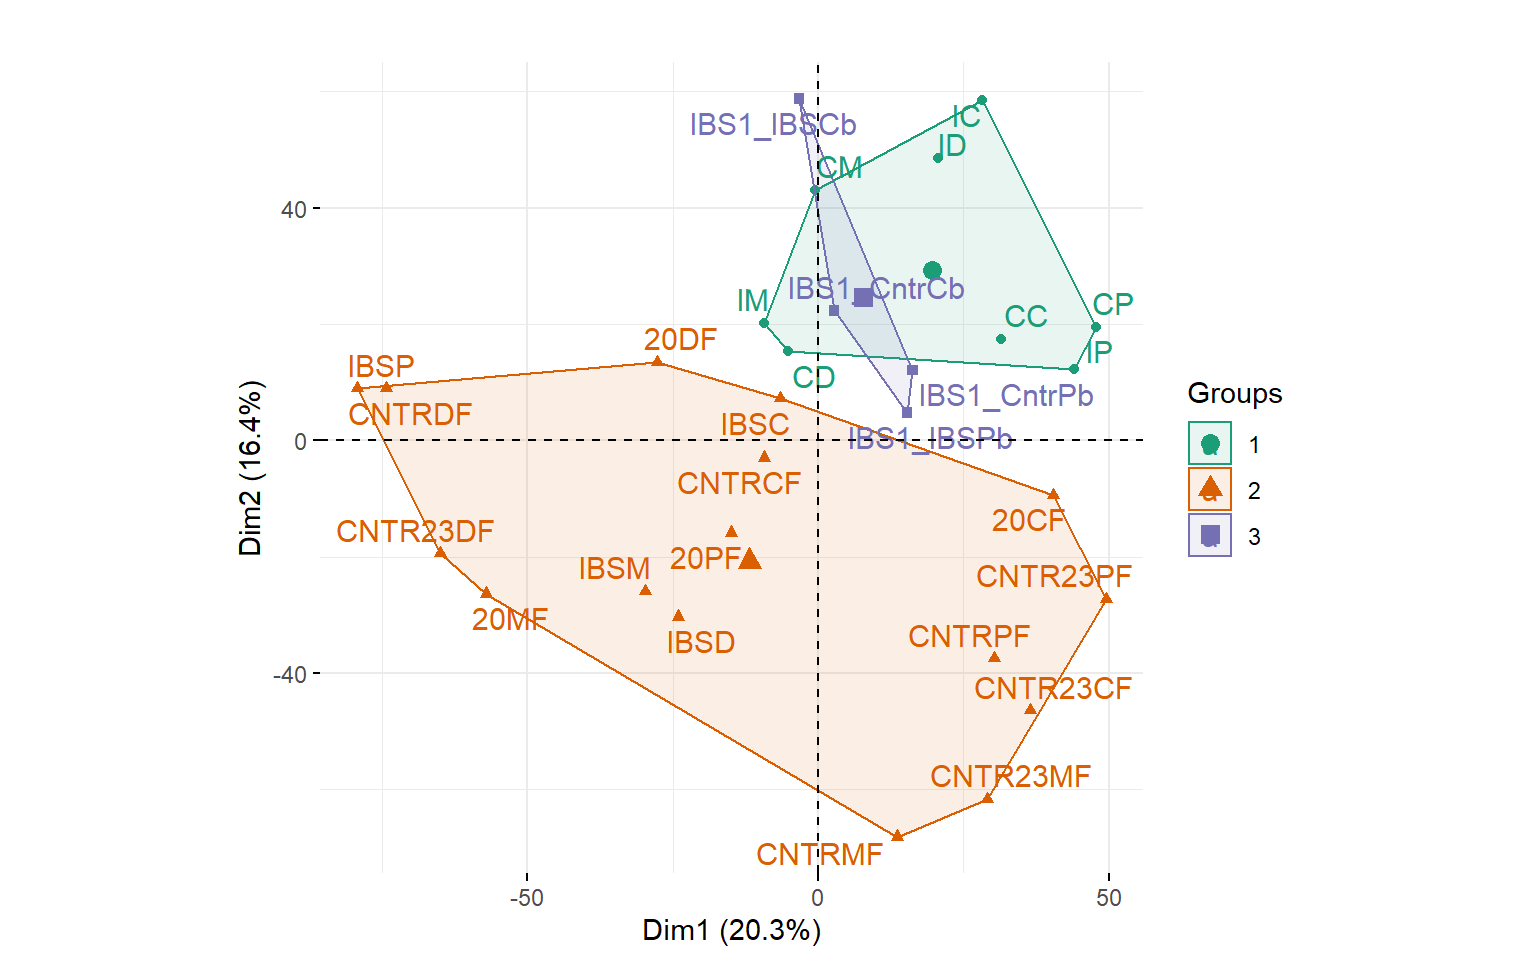 IBS1_IBSCb
IC
ID
CM
40
IBS1_CntrCb
IM
CP
CC
20DF
IP
IBSP
CD
IBS1_CntrPb
Groups
CNTRDF
IBSC
0
IBS1_IBSPb
1
CNTRCF
2
20CF
CNTR23DF
3
20PF
IBSM
CNTR23PF
20MF
IBSD
CNTRPF
-40
CNTR23CF
CNTR23MF
CNTRMF
-50
0
50
Dim1 (20.3%)
Dim2 (16.4%)